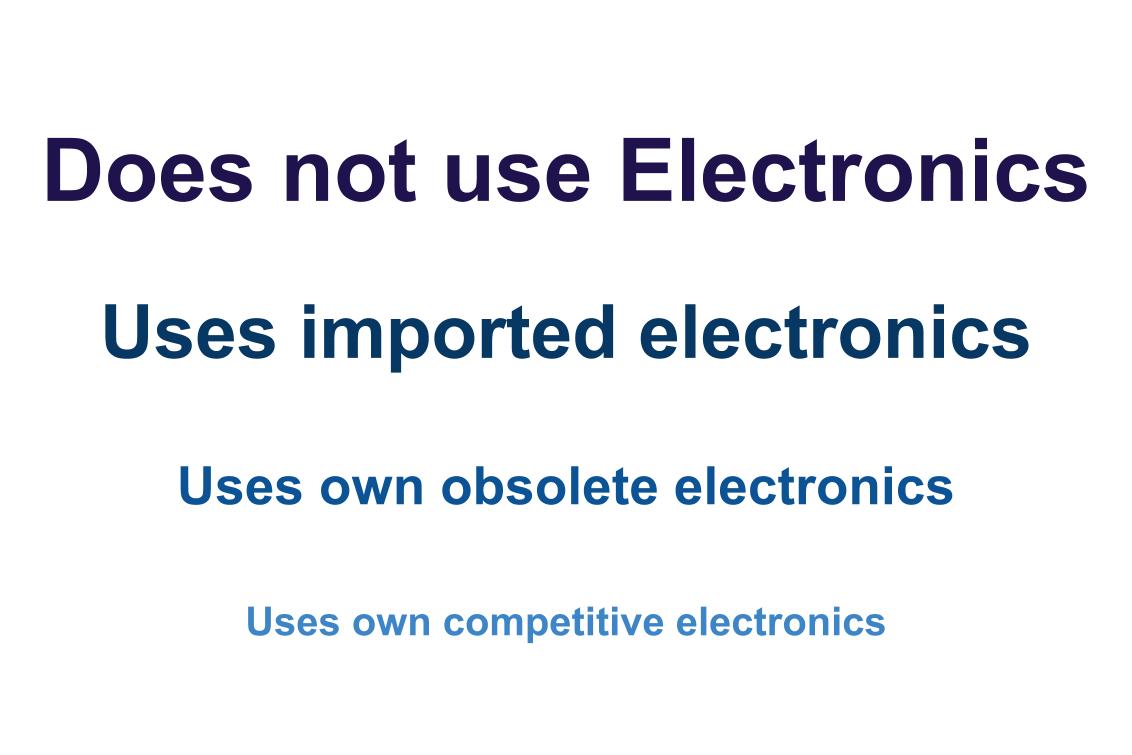 Does not use Electronics
Uses imported electronics
Uses own obsolete electronics
Uses own competitive electronics